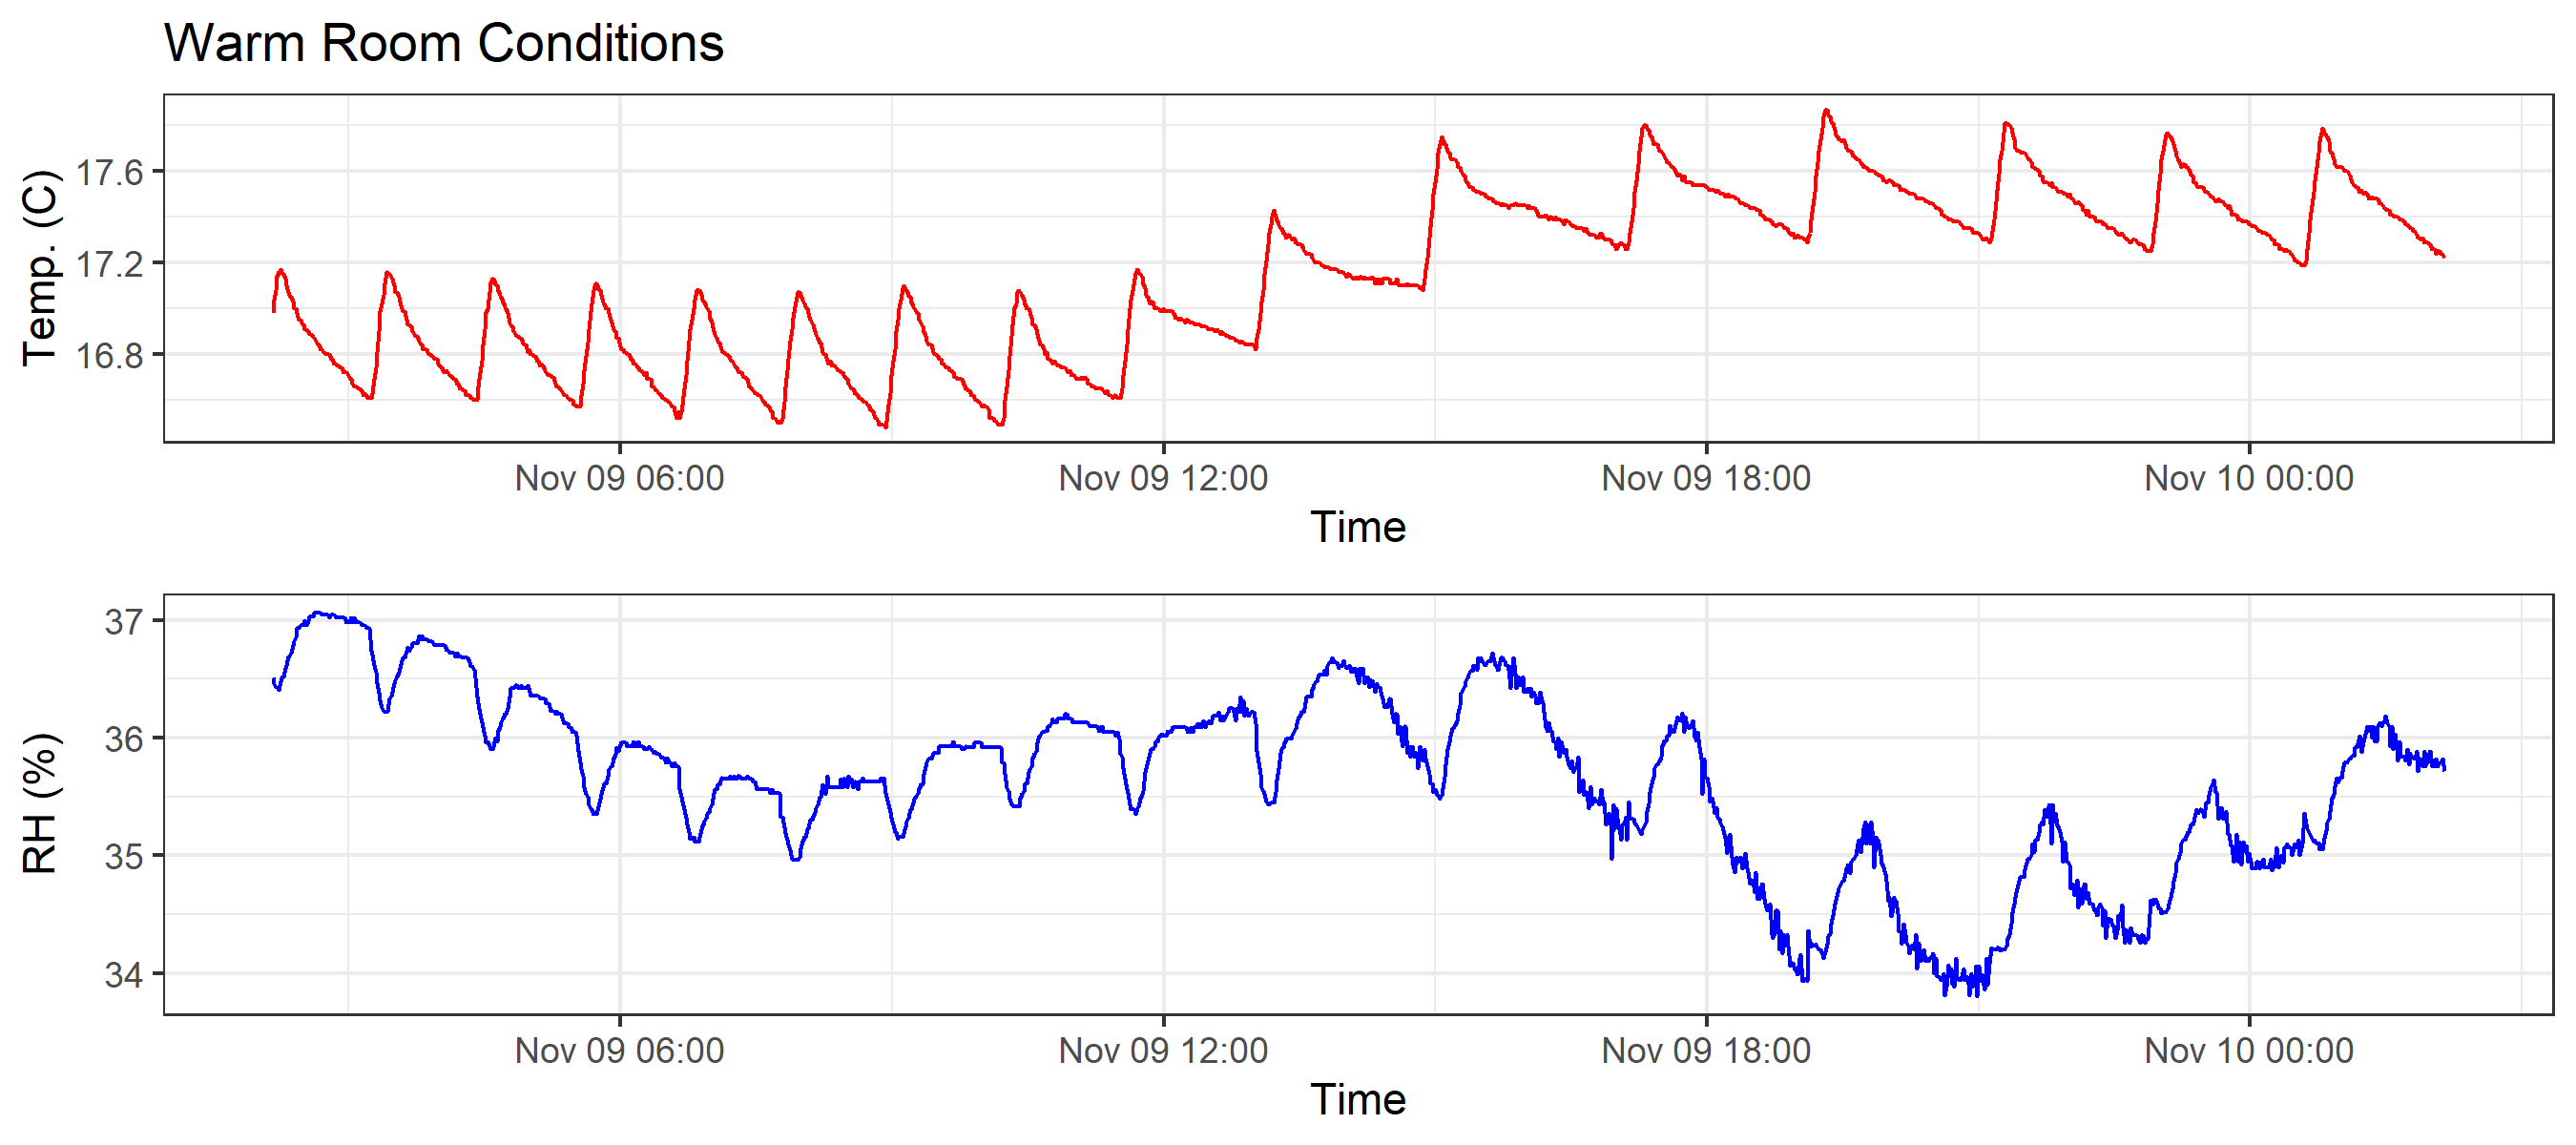 Warm Room Conditions
Temp. (C)
17.6
17.2
16.8
Nov 09 06:00 Nov 09 12:00 Nov 09 18:00 Nov 10 00:00
Time
RH (%)
37
36
35
34
Nov 09 06:00 Nov 09 12:00 Nov 09 18:00 Nov 10 00:00
Time